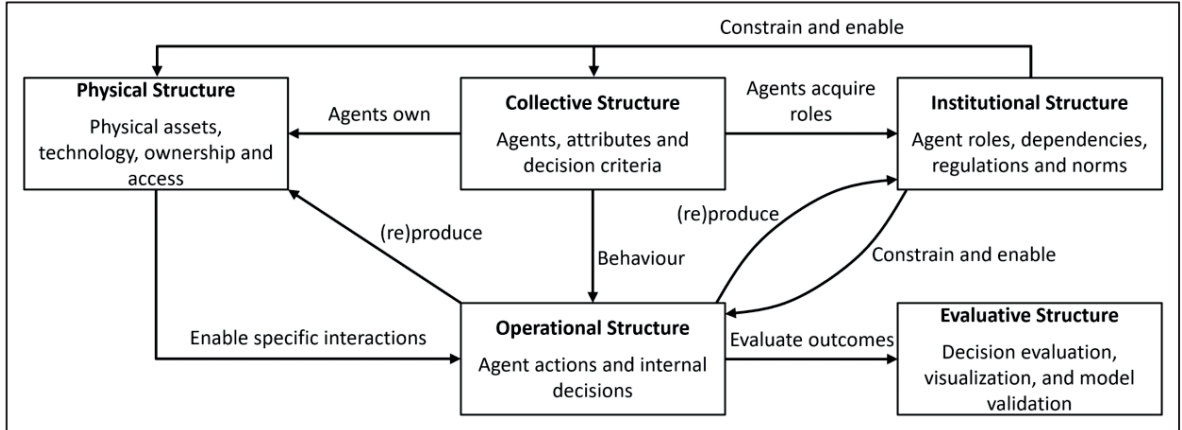 Constrain and enable
Physical Structure
Physical assets,
technology, ownership and
access
Agents own
Collective Structure
Agents, attributes and
decision criteria
Agents acquire
roles
Institutional Structure
Agent roles, dependencies,
regulations and norms
(re)produce
Behaviour
(re)produce
Constrain and enable
Enable specific interactions
Operational Structure
Agent actions and internal
decisions
Evaluate outcomes
Evaluative Structure
Decision evaluation,
visualization, and model
validation